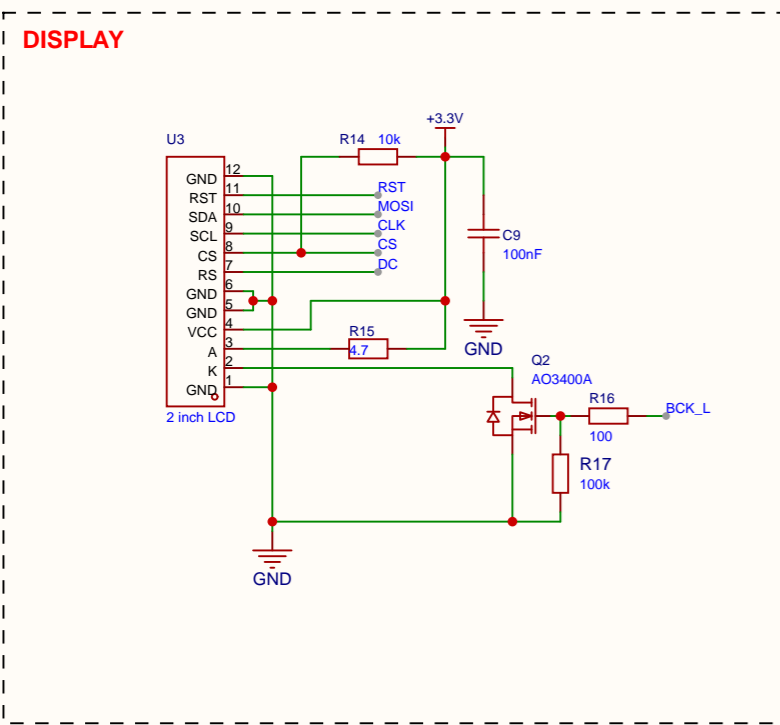 DISPLAY
+3.3V
U3
R14 10k
GND 12
RST 11
SDA 10
SCL 9
CS 8
RS 7
GND 6
GND 5
VCC 4
A 3
K 2
GND 1
2 inch LCD
RST
MOSI
CLK
CS
DC
C9
100nF
GND
R15
4.7
Q2
AO3400A
R16
100
BCK_L
R17
100k
GND